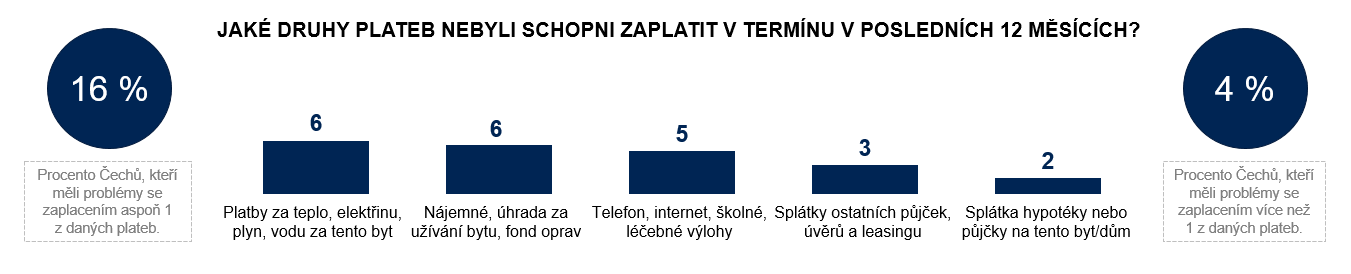 JAKÉ DRUHY PLATEB NEBYLI SCHOPNI ZAPLATIT V TERMÍNU V POSLEDNÍCH 12 MĚSÍCÍCH?
16 %
Procento Čechů, kteří
měli problémy se
zaplacením aspoň 1
z daných plateb.
6
Platby za teplo, elektřinu,
plyn, vodu za tento byt
6
Nájemné, úhrada za
užívání bytu, fond oprav
5
Telefon, internet, školné,
léčebné výlohy
3
Splátky ostatních půjček,
úvěrů a leasingu
2
Splátka hypotéky nebo
půjčky na tento byt/dům
4 %
Procento Čechů, kteří
měli problémy se
zaplacením více než
1 z daných plateb.